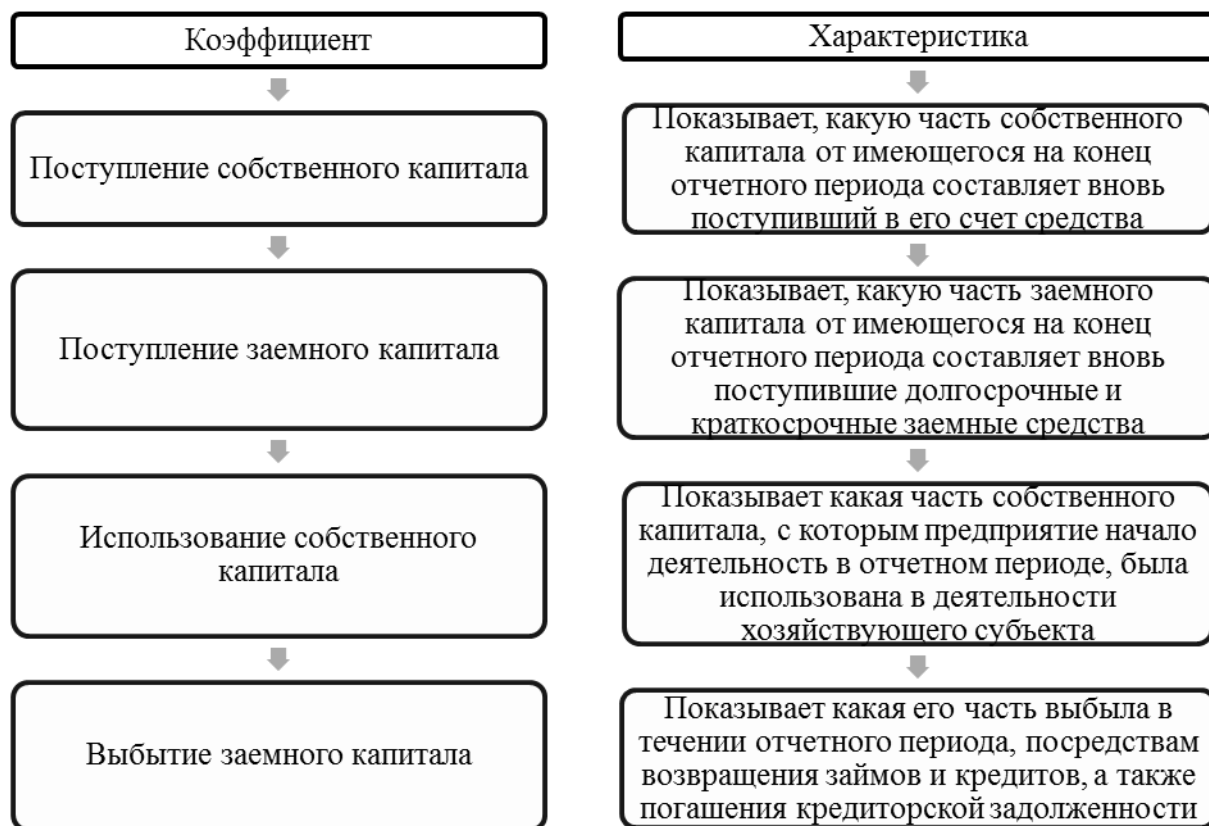 Коэффициент
Характеристика
Поступление собственного капитала
Показывает, какую часть собственного
капитала от имеющегося на конец
отчетного периода составляет вновь
поступивший в его счет средства
Поступление заемного капитала
Показывает, какую часть заемного
капитала от имеющегося на конец
отчетного периода составляет вновь
поступившие долгосрочные и
краткосрочные заемные средства
Использование собственного
капитала
Показывает какая часть собственного
капитала, с которым предприятие начало
деятельность в отчетном периоде, была
использована в деятельности
хозяйствующего субъекта
Выбытие заемного капитала
Показывает какая его часть выбыла в
течении отчетного периода, посредствам
возвращения займов и кредитов, а также
погашения кредиторской задолженности